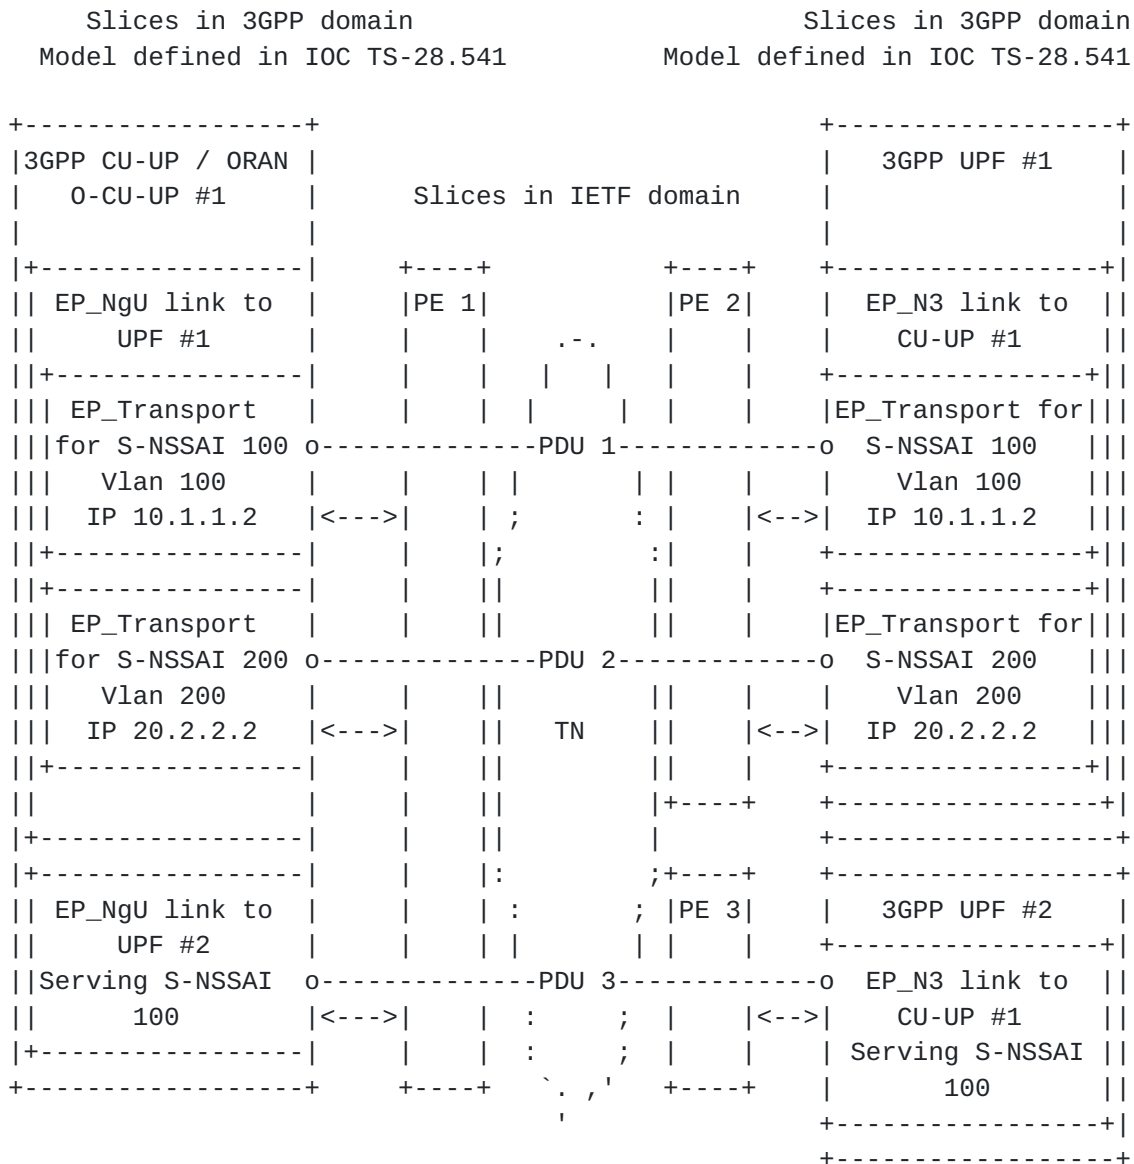 Slices in 3GPP domain                         Slices in 3GPP domain
  Model defined in IOC TS-28.541          Model defined in IOC TS-28.541

+------------------+                                +------------------+
|3GPP CU-UP / ORAN |                                |   3GPP UPF #1    |
|   O-CU-UP #1     |      Slices in IETF domain     |                  |
|                  |                                |                  |
|+-----------------|     +----+           +----+    +-----------------+|
|| EP_NgU link to  |     |PE 1|           |PE 2|    |  EP_N3 link to  ||
||     UPF #1      |     |    |    .-.    |    |    |    CU-UP #1     ||
||+----------------|     |    |   |   |   |    |    +----------------+||
||| EP_Transport   |     |    |  |     |  |    |    |EP_Transport for|||
|||for S-NSSAI 100 o--------------PDU 1-------------o  S-NSSAI 100   |||
|||   Vlan 100     |     |    | |       | |    |    |    Vlan 100    |||
|||  IP 10.1.1.2   |<--->|    | ;       : |    |<-->|  IP 10.1.1.2   |||
||+----------------|     |    |;         :|    |    +----------------+||
||+----------------|     |    ||         ||    |    +----------------+||
||| EP_Transport   |     |    ||         ||    |    |EP_Transport for|||
|||for S-NSSAI 200 o--------------PDU 2-------------o  S-NSSAI 200   |||
|||   Vlan 200     |     |    ||         ||    |    |    Vlan 200    |||
|||  IP 20.2.2.2   |<--->|    ||   TN    ||    |<-->|  IP 20.2.2.2   |||
||+----------------|     |    ||         ||    |    +----------------+||
||                 |     |    ||         |+----+    +-----------------+|
|+-----------------|     |    ||         |          +------------------+
|+-----------------|     |    |:         ;+----+    +------------------+
|| EP_NgU link to  |     |    | :       ; |PE 3|    |   3GPP UPF #2    |
||     UPF #2      |     |    | |       | |    |    +-----------------+|
||Serving S-NSSAI  o--------------PDU 3-------------o  EP_N3 link to  ||
||      100        |<--->|    |  :     ;  |    |<-->|    CU-UP #1     ||
|+-----------------|     |    |  :     ;  |    |    | Serving S-NSSAI ||
+------------------+     +----+   `. ,'   +----+    |       100       ||
                                   '                +-----------------+|
                                                    +------------------+